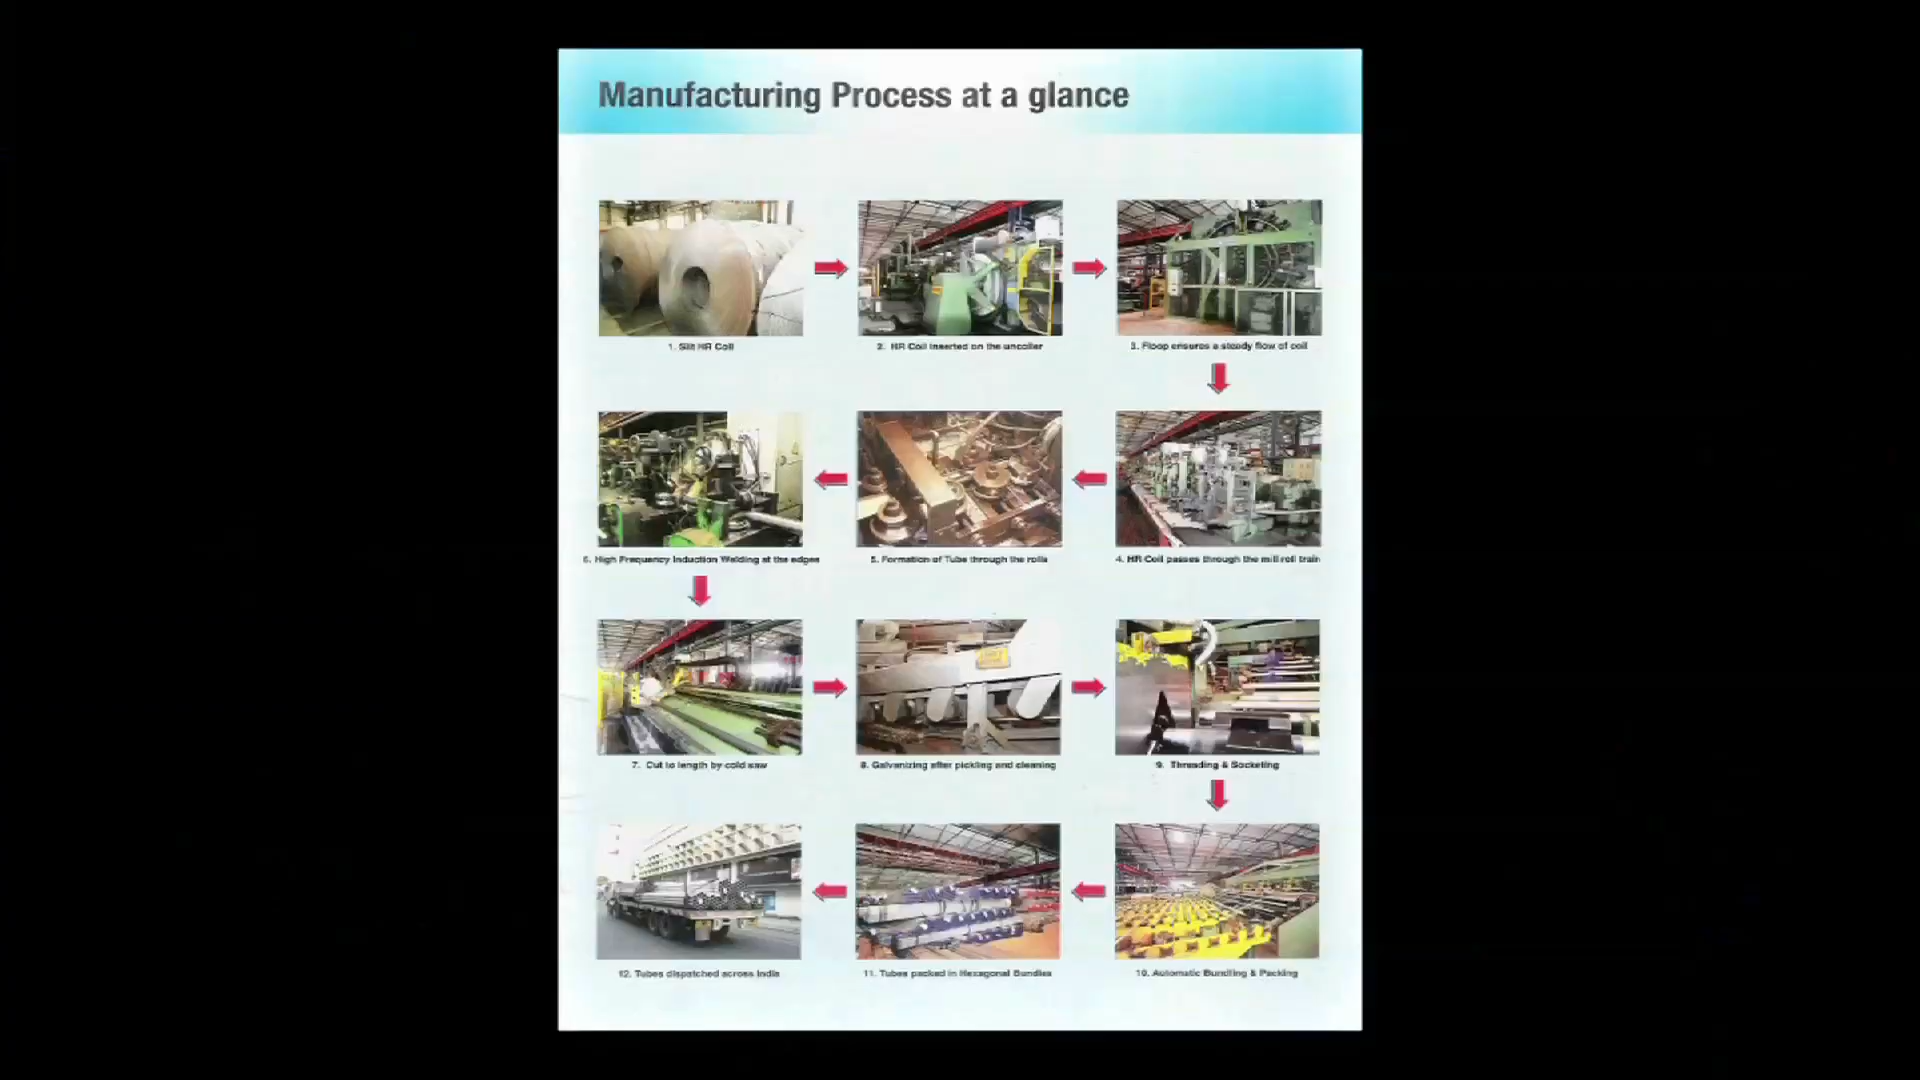 Manufacturing Process at a glance
1. Slit HR Coil
2. HR Coil inserted on the uncoiler
3. Floop ensures a steady flow of coil
6. High Frequency Induction Welding at the edges
5. Formation of Tube through the rolls
4. HR Coil passes through the mill roll train
7. Cut to length by cold saw
8. Galvanizing after pickling and cleaning
9. Threading & Socketing
12. Tubes dispatched across India
11. Tubes packed in Hexagonal Bundles
10. Automatic Bundling & Packing